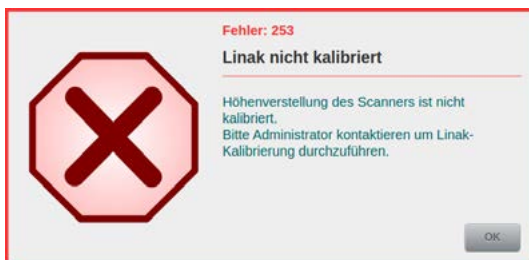 Fehler: 253
Linak nicht kalibriert
Höhenverstellung des Scanners ist nicht
kalibriert.
Bitte Administrator kontaktieren um Linak-
Kalibrierung durchzuführen.
OK